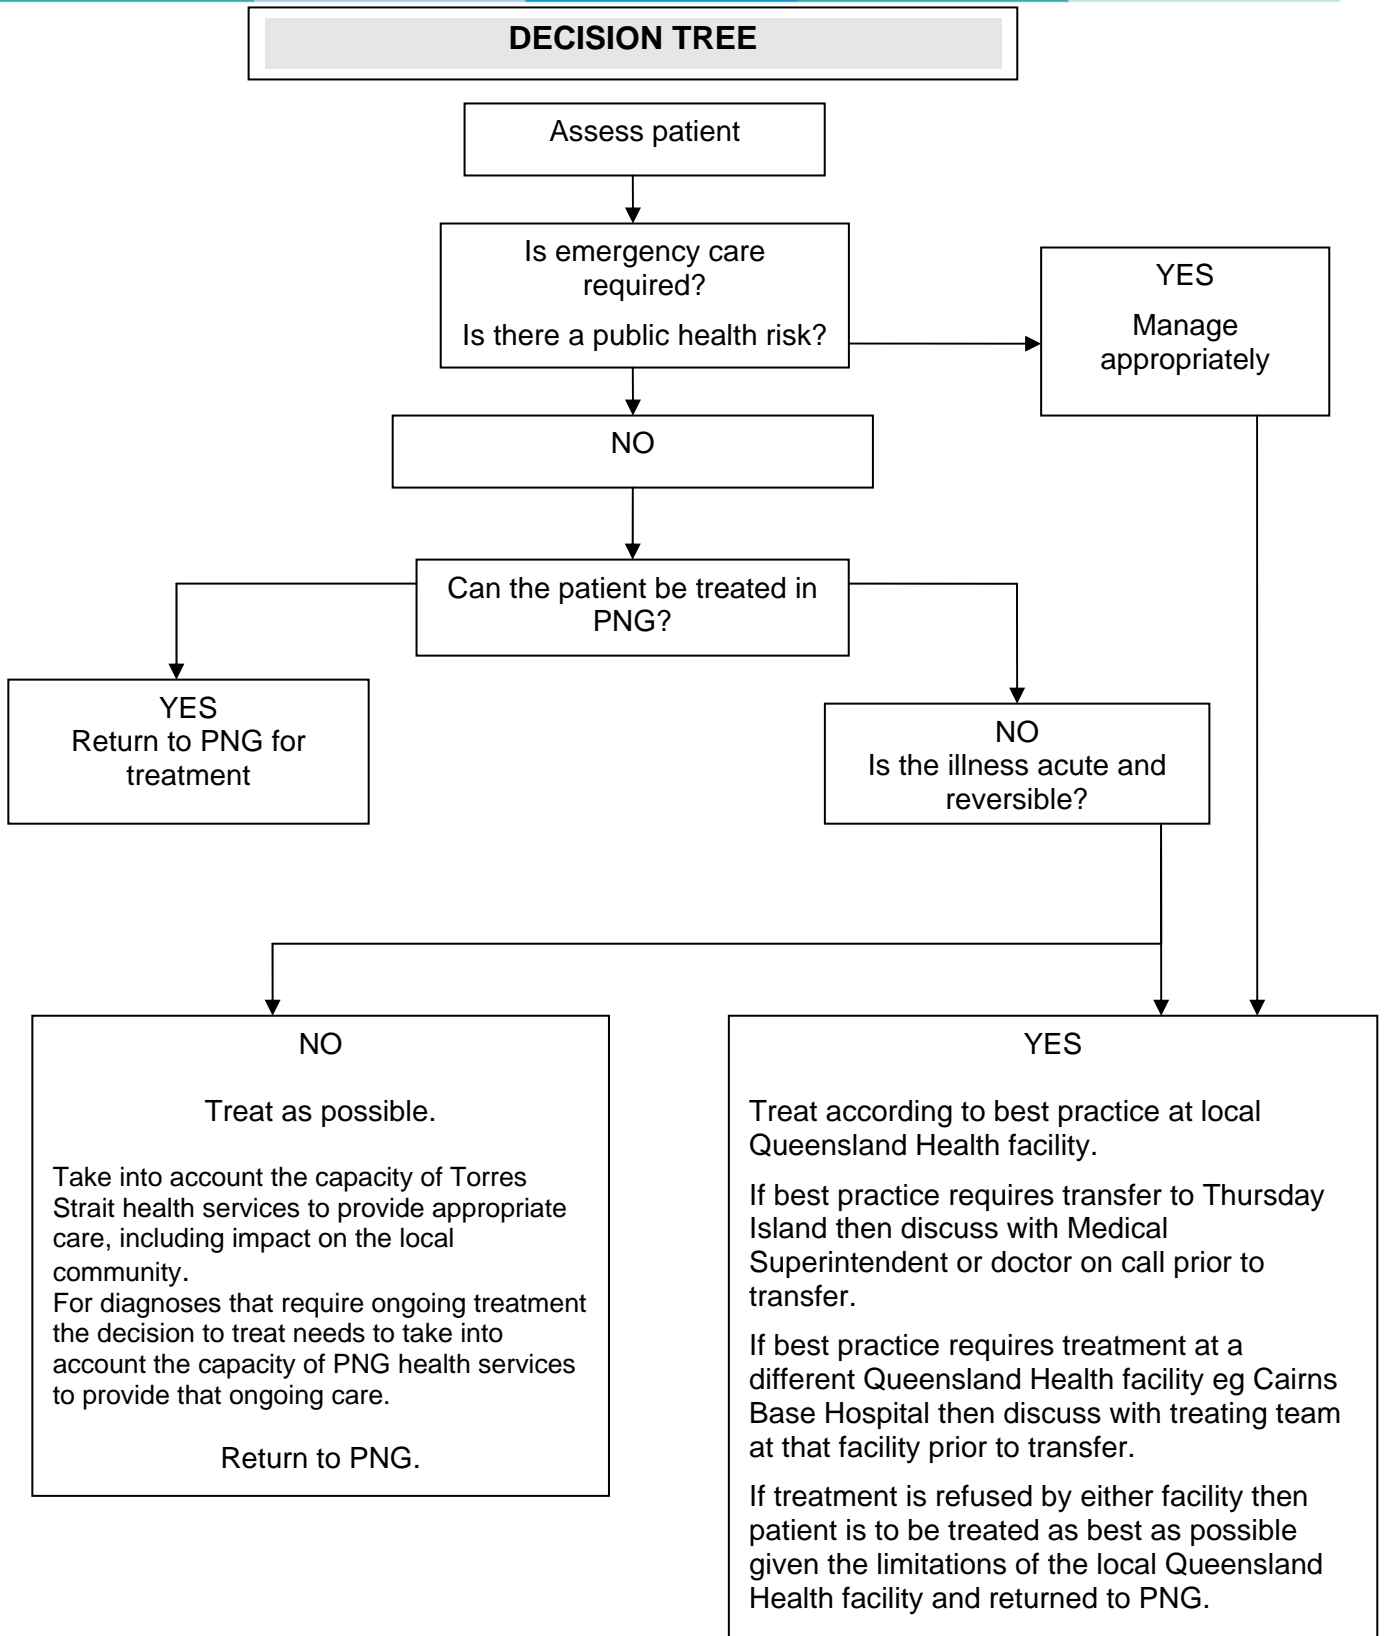 DECISION TREE
Assess patient
Is emergency care
required?
Is there a public health risk?
YES
Manage
appropriately
NO
Can the patient be treated in
PNG?
YES
Return to PNG for
treatment
NO
Is the illness acute and
reversible?
NO
Treat as possible.
Take into account the capacity of Torres
Strait health services to provide appropriate
care, including impact on the local
community.
For diagnoses that require ongoing treatment
the decision to treat needs to take into
account the capacity of PNG health services
to provide that ongoing care.
Return to PNG.
YES
Treat according to best practice at local
Queensland Health facility.
If best practice requires transfer to Thursday
Island then discuss with Medical
Superintendent or doctor on call prior to
transfer.
If best practice requires treatment at a
different Queensland Health facility eg Cairns
Base Hospital then discuss with treating team
at that facility prior to transfer.
If treatment is refused by either facility then
patient is to be treated as best as possible
given the limitations of the local Queensland
Health facility and returned to PNG.